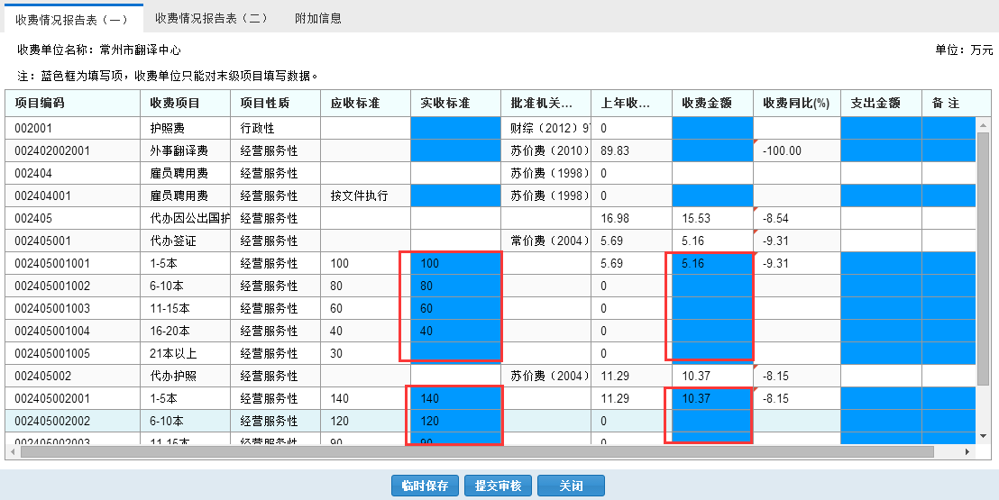 收费情况报告表（一） 收费情况报告表（二） 附加信息
收费单位名称：常州市翻译中心 单位：万元
注：蓝色框为填写项，收费单位只能对末级项目填写数据。
项目编码 收费项目 项目性质 应收标准 实收标准 批准机关... 上年收... 收费金额 收费同比(%) 支出金额 备 注
002001 护照费 行政性 财综（2012）97 0
002402002001 外事翻译费 经营服务性 苏价费（2010） 89.83 -100.00
002404 雇员聘用费 经营服务性 苏价费（1998） 0
002404001 雇员聘用费 经营服务性 按文件执行 苏价费（1998） 0
002405 代办因公出国护 经营服务性 16.98 15.53 -8.54
002405001 代办签证 经营服务性 常价费（2004） 5.69 5.16 -9.31
002405001001 1-5本 经营服务性 100 100 5.69 5.16 -9.31
002405001002 6-10本 经营服务性 80 80 0
002405001003 11-15本 经营服务性 60 60 0
002405001004 16-20本 经营服务性 40 40 0
002405001005 21本以上 经营服务性 30 0
002405002 代办护照 经营服务性 苏价费（2004） 11.29 10.37 -8.15
002405002001 1-5本 经营服务性 140 140 11.29 10.37 -8.15
002405002002 6-10本 经营服务性 120 120 0
002405002003 11-15本 经营服务性 90 90 0
临时保存 提交审核 关闭